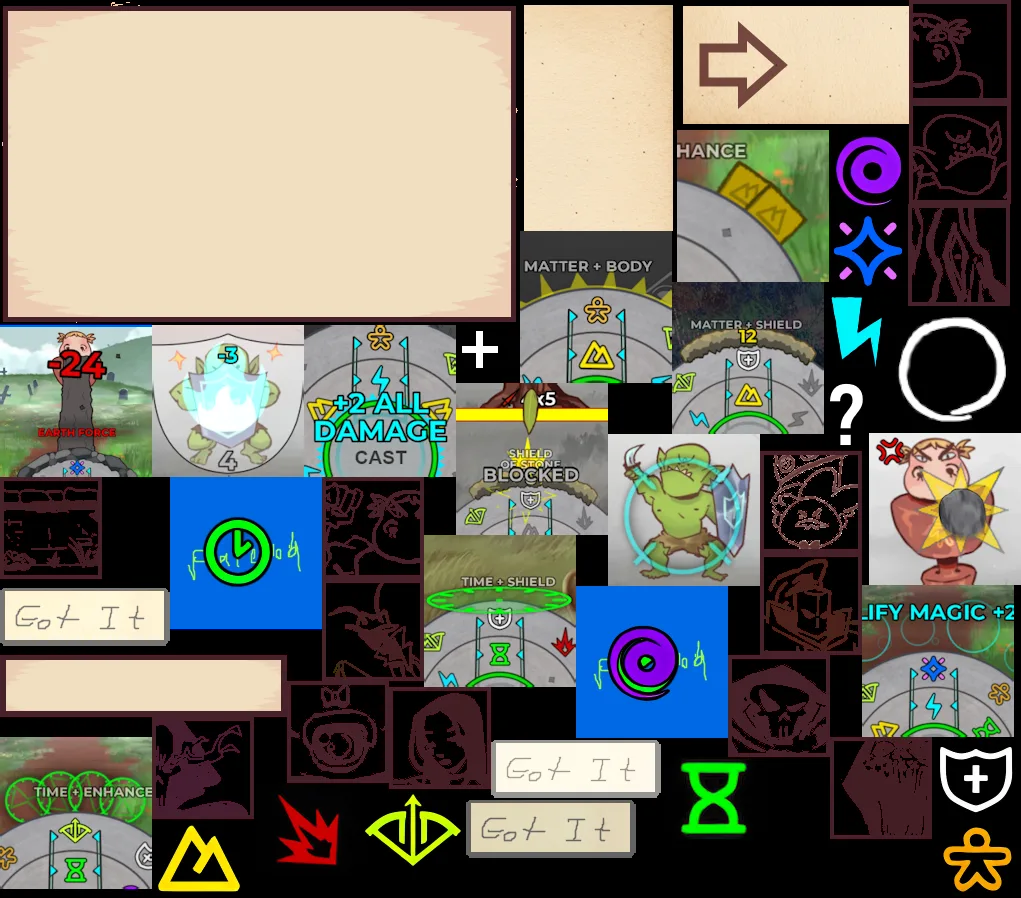 HANCE
MATTER + BODY
MATTER + SHIELD
12
-24
EARTH FORCE
-3
4
+2 ALL
DAMAGE
CAST
+
x5
SHIELD
OF STONE
BLOCKED
?
TIME + SHIELD
LIFY MAGIC +2
Got It
Got It
Got It
TIME + ENHANCE